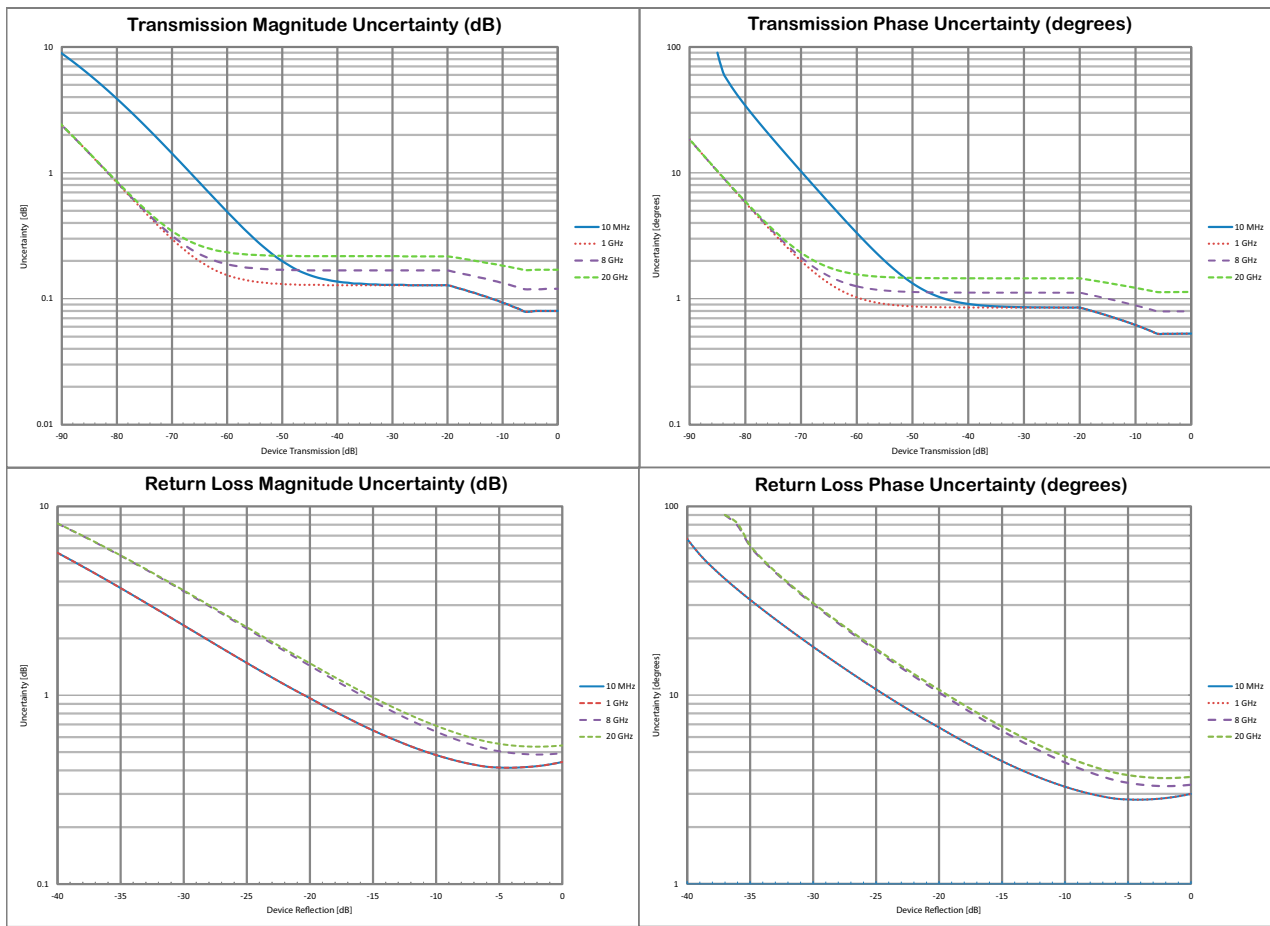 Transmission Magnitude Uncertainty (dB)
10
1
0.1
0.01
Uncertainty [dB]
-90 -80 -70 -60 -50 -40 -30 -20 -10 0
Device Transmission [dB]
10 MHz
1 GHz
8 GHz
20 GHz
Transmission Phase Uncertainty (degrees)
100
10
1
0.1
Uncertainty [degrees]
-90 -80 -70 -60 -50 -40 -30 -20 -10 0
Device Transmission [dB]
10 MHz
1 GHz
8 GHz
20 GHz
Return Loss Magnitude Uncertainty (dB)
10
1
0.1
Uncertainty [dB]
-40 -35 -30 -25 -20 -15 -10 -5 0
Device Reflection [dB]
10 MHz
1 GHz
8 GHz
20 GHz
Return Loss Phase Uncertainty (degrees)
100
10
1
Uncertainty [degrees]
-40 -35 -30 -25 -20 -15 -10 -5 0
Device Reflection [dB]
10 MHz
1 GHz
8 GHz
20 GHz